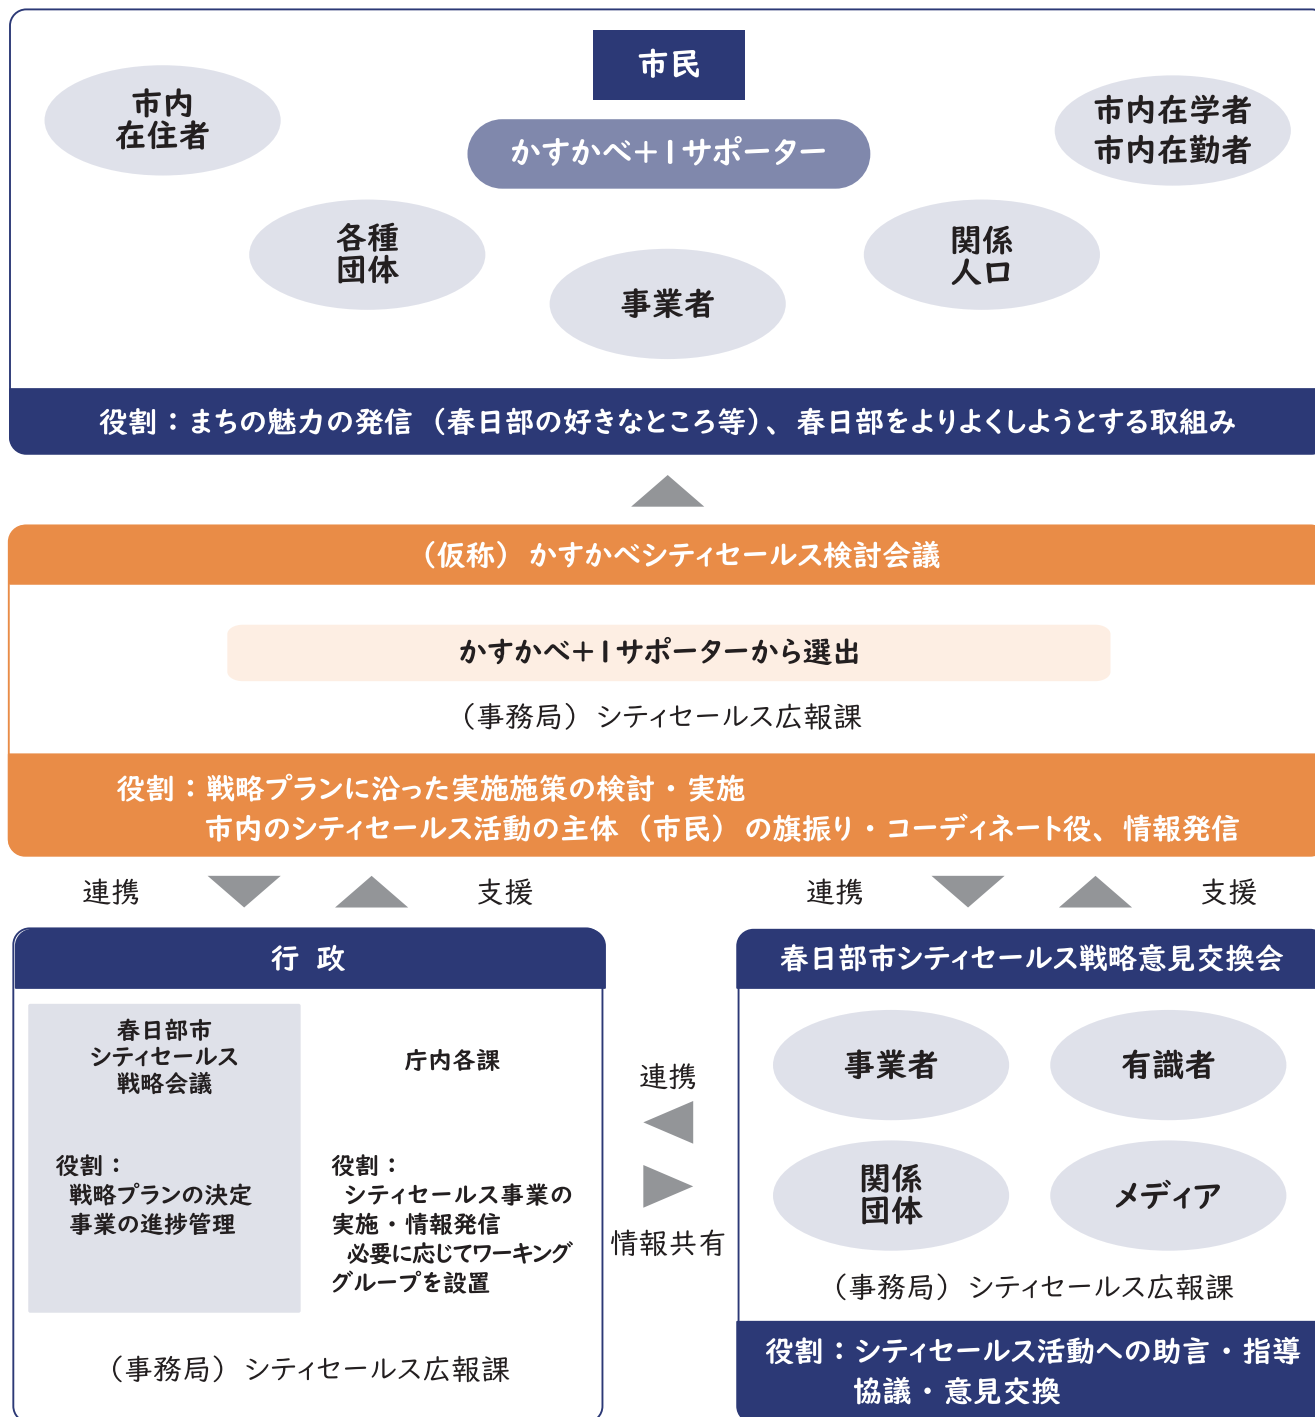 市民
かすかべ+1サポーター
市内
在住者
市内在学者
市内在勤者
各種
団体
関係
人口
事業者
役割：まちの魅力の発信（春日部の好きなところ等）、春日部をよりよくしようとする取組み
（仮称）かすかべシティセールス検討会議
かすかべ+1サポーターから選出
（事務局）シティセールス広報課
役割：戦略プランに沿った実施施策の検討・実施
市内のシティセールス活動の主体（市民）の旗振り・コーディネート役、情報発信
連携
支援
連携
支援
行 政
春日部市
シティセールス
戦略会議
役割：
戦略プランの決定
事業の進捗管理
庁内各課
役割：
シティセールス事業の
実施・情報発信
必要に応じてワーキング
グループを設置
（事務局）シティセールス広報課
連携
情報共有
春日部市シティセールス戦略意見交換会
事業者
有識者
関係
団体
メディア
（事務局）シティセールス広報課
役割：シティセールス活動への助言・指導
協議・意見交換